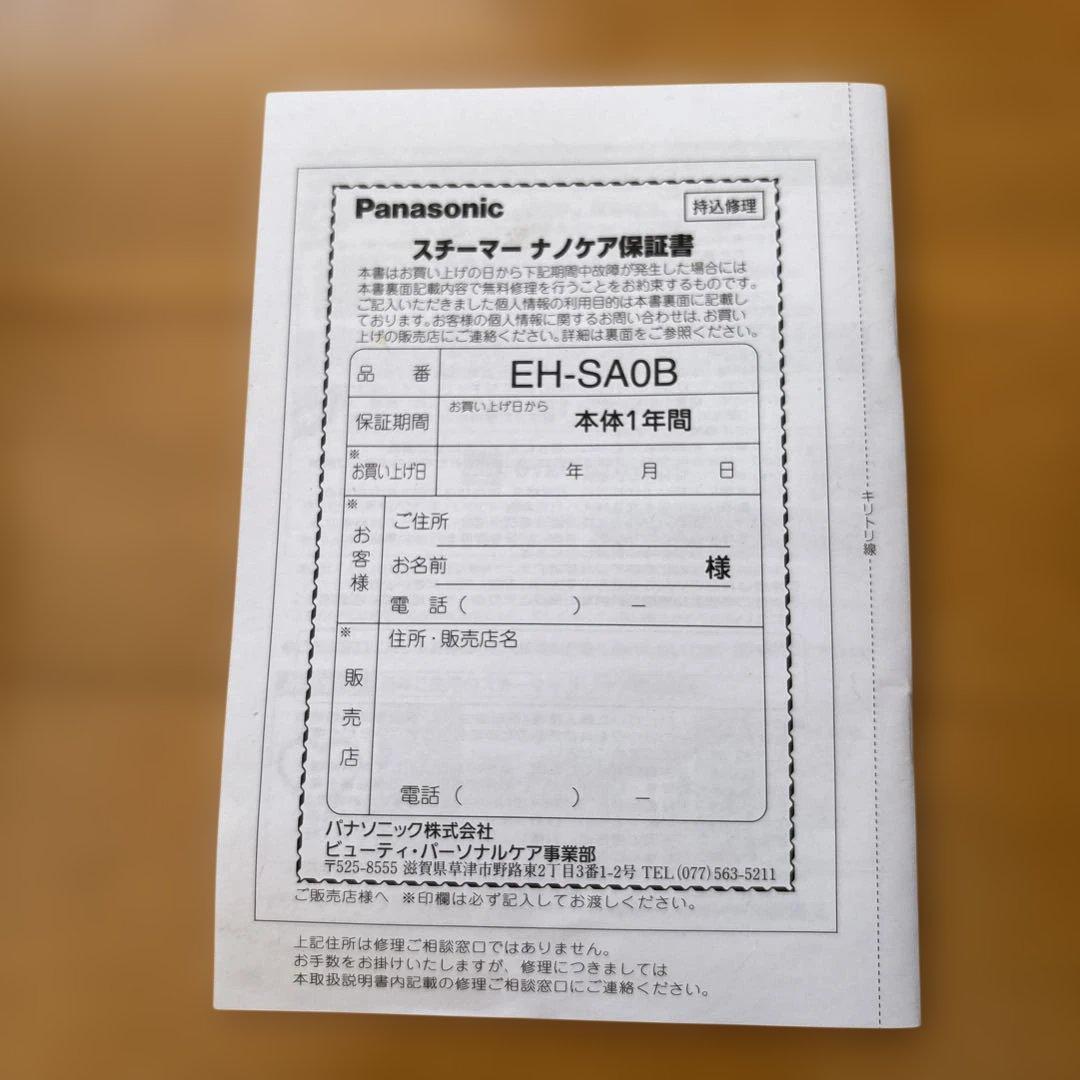 Panasonic
持込修理
スチーマー ナノケア保証書
本書はお買い上げの日から下記期間中故障が発生した場合には
本書裏面記載内容で無料修理を行うことをお約束するものです。
ご記入いただきました個人情報の利用目的は本書裏面に記載し
ております。お客様の個人情報に関するお問い合わせは、お買い
上げの販売店にご連絡ください。詳細は裏面をご参照ください。
品 番 EH-SA0B
保証期間 お買い上げ日から 本体1年間
※お買い上げ日 年 月 日
※お客様
ご住所
お名前 様
電 話( ) ー
※販売店
住所・販売店名
電話( ) ー
パナソニック株式会社
ビューティ・パーソナルケア事業部
〒525-8555 滋賀県草津市野路東2丁目3番1-2号 TEL(077)563-5211
ご販売店様へ ※印欄は必ず記入してお渡しください。
上記住所は修理ご相談窓口ではありません。
お手数をお掛けいたしますが、修理につきましては
本取扱説明書内記載の修理ご相談窓口にご連絡ください。
キリトリ線